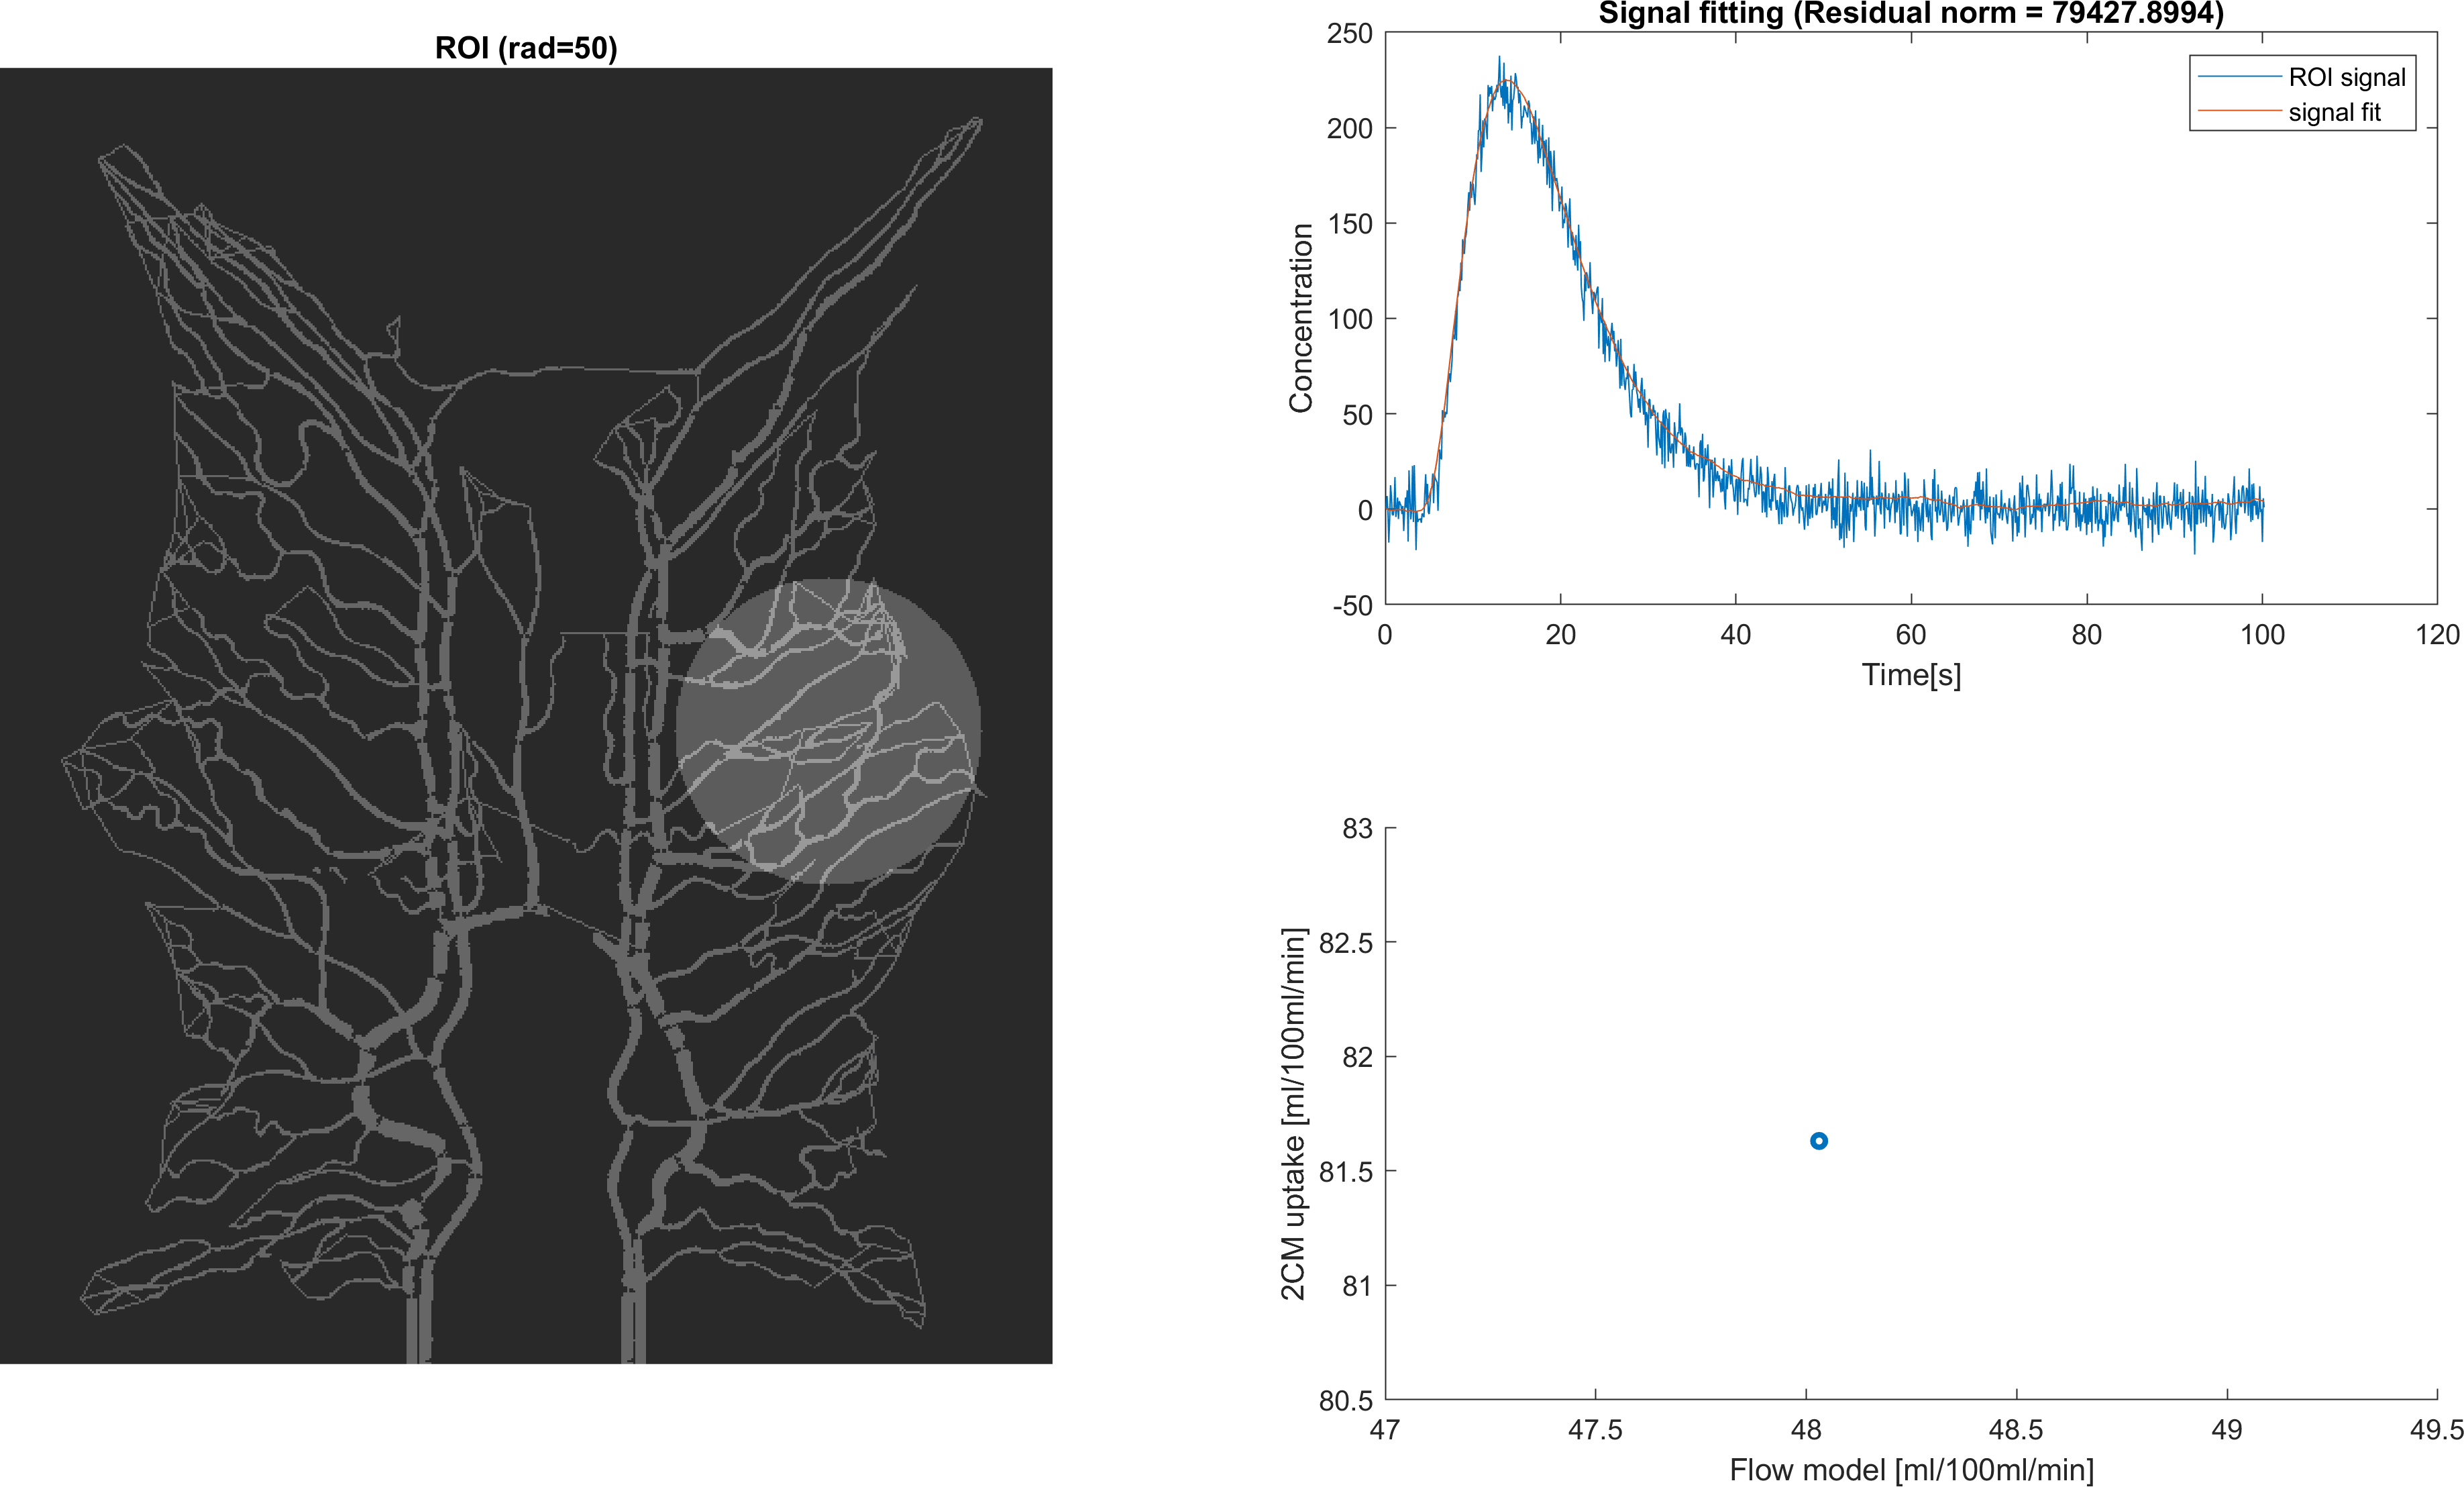 ROI (rad=50)
Signal fitting (Residual norm = 79427.8994)
250
200
150
100
50
0
-50
Concentration
ROI signal
signal fit
0 20 40 60 80 100 120
Time[s]
83
82.5
82
81.5
81
80.5
2CM uptake [ml/100ml/min]
47 47.5 48 48.5 49 49.5
Flow model [ml/100ml/min]